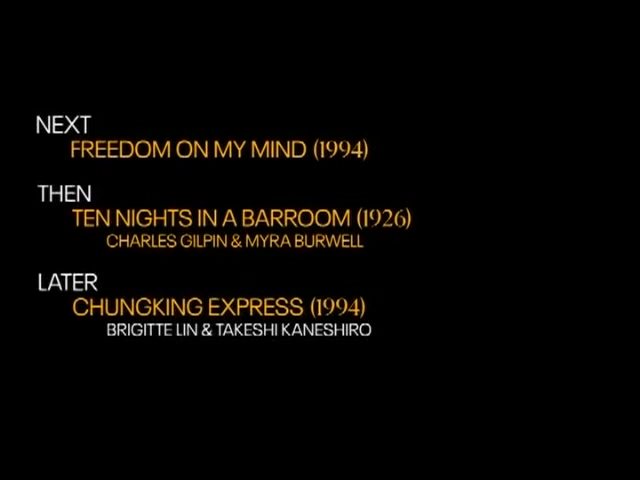 NEXT
FREEDOM ON MY MIND (1994)
THEN
TEN NIGHTS IN A BARROOM (1926)
CHARLES GILPIN & MYRA BURWELL
LATER
CHUNGKING EXPRESS (1994)
BRIGITTE LIN & TAKESHI KANESHIRO